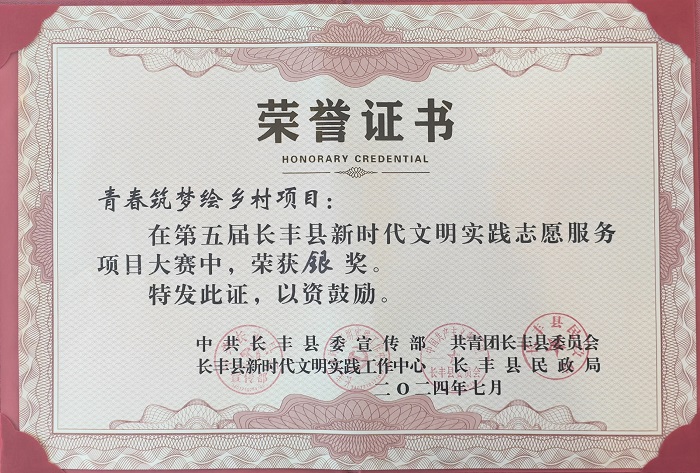 荣誉证书
HONORARY CREDENTIAL
青春筑梦绘乡村项目：
在第五届长丰县新时代文明实践志愿服务
项目大赛中，荣获银奖。
特发此证，以资鼓励。
中共长丰县委宣传部 共青团长丰县委员会
长丰县新时代文明实践工作中心 长丰县民政局
二〇二四年七月